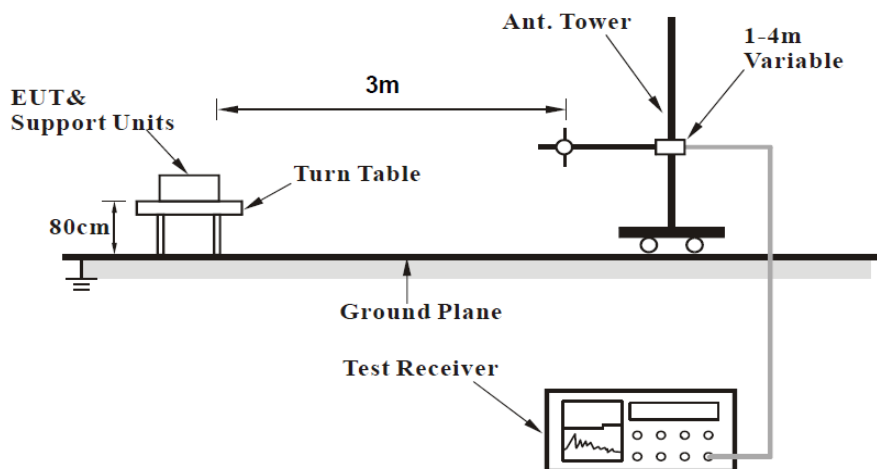 Ant. Tower
1-4m
Variable
3m
EUT&
Support Units
Turn Table
80cm
Ground Plane
Test Receiver